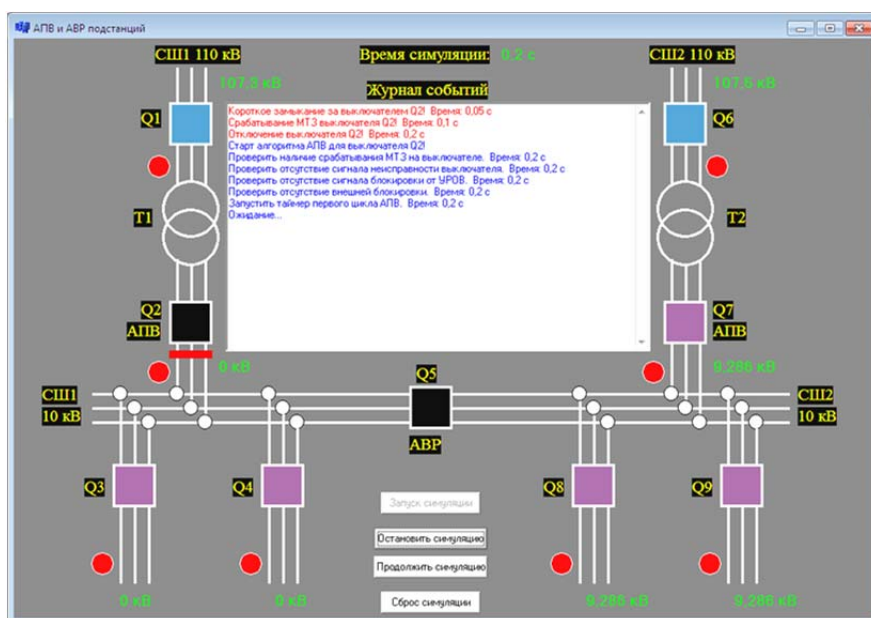 АПВ и АВР подстанций
СШ1 110 кВ
Время симуляции: 0,2 с
СШ2 110 кВ
107,3 кВ
107,6 кВ
Журнал событий
Q1
Q6
Короткое замыкание за выключателем Q2! Время: 0,05 с
Срабатывание МТЗ выключателя Q2! Время: 0,1 с
Отключение выключателя Q2! Время: 0,2 с
Старт алгоритма АПВ для выключателя Q2!
Проверить наличие срабатывания МТЗ на выключателе. Время: 0,2 с
Проверить отсутствие сигнала неисправности выключателя. Время: 0,2 с
Проверить отсутствие сигнала блокировки от УРОВ. Время: 0,2 с
Проверить отсутствие внешней блокировки. Время: 0,2 с
Запустить таймер первого цикла АПВ. Время: 0,2 с
Ожидание...
Т1
Т2
Q2
АПВ
Q7
АПВ
0 кВ
9,286 кВ
Q5
СШ1
10 кВ
СШ2
10 кВ
АВР
Q3
Q4
Q8
Q9
Запуск симуляции
Остановить симуляцию
Продолжить симуляцию
Сброс симуляции
0 кВ
0 кВ
9,286 кВ
9,286 кВ